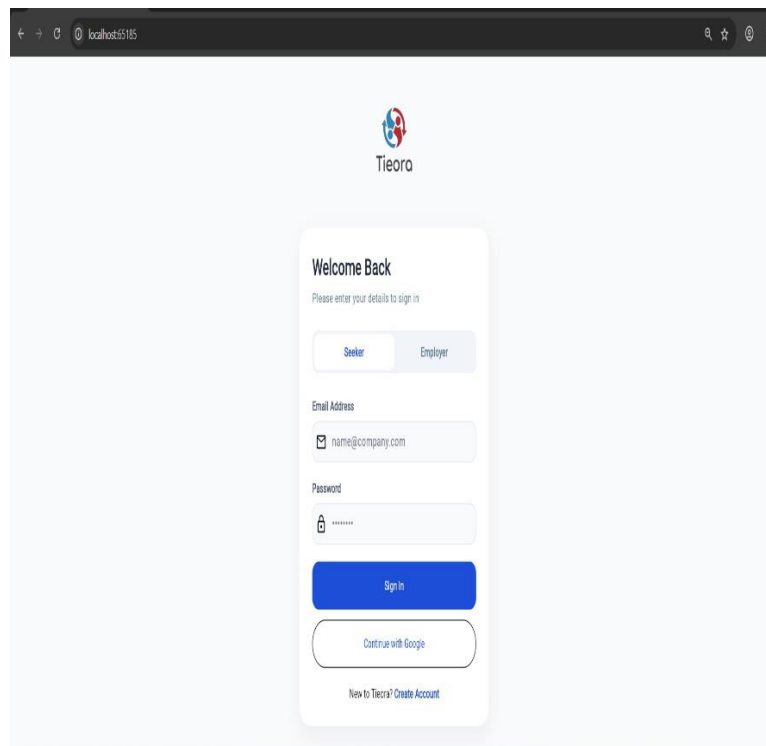 localhost:65185
Tieora
Welcome Back
Please enter your details to sign in
Seeker Employer
Email Address
name@company.com
Password
••••••••
Sign In
Continue with Google
New to Tieora? Create Account